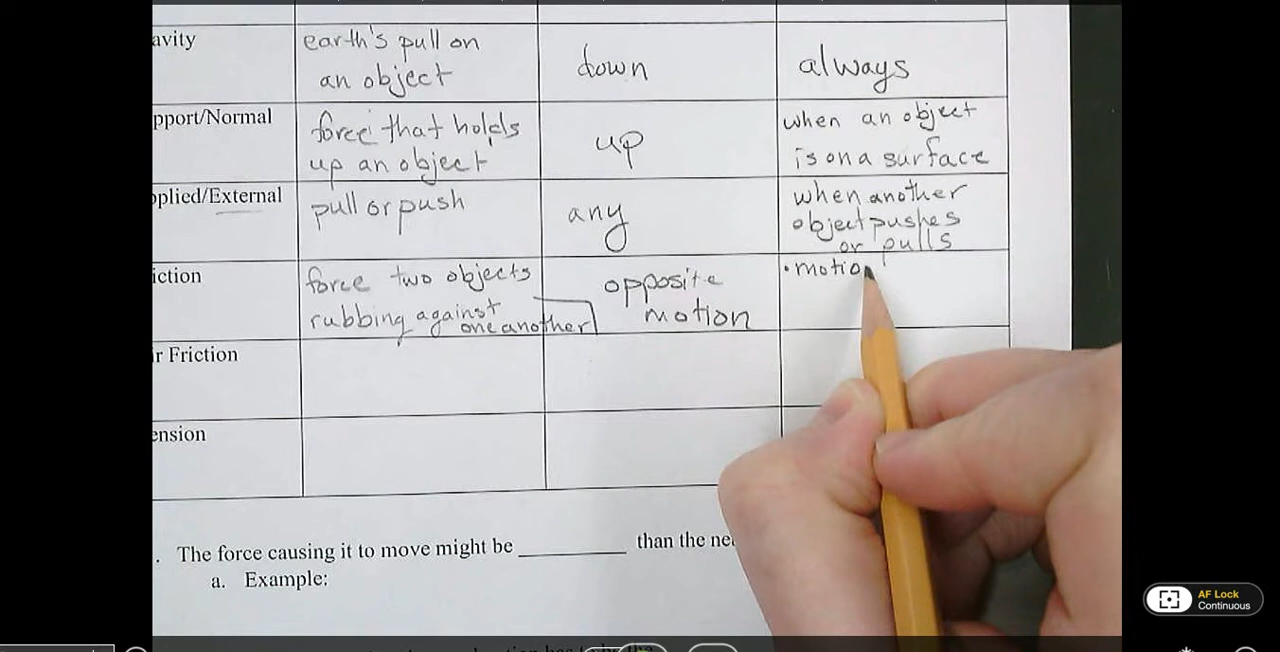 avity
earth's pull on
an object
down
always
pport/Normal
force that holds
up an object
up
when an object
is on a surface
pplied/External
pull or push
any
when another
object pushes
or pulls
iction
force two objects
rubbing against
one another
opposite
motion
• motion
r Friction
ension
. The force causing it to move might be __________ than the ne
a. Example:
AF Lock
Continuous